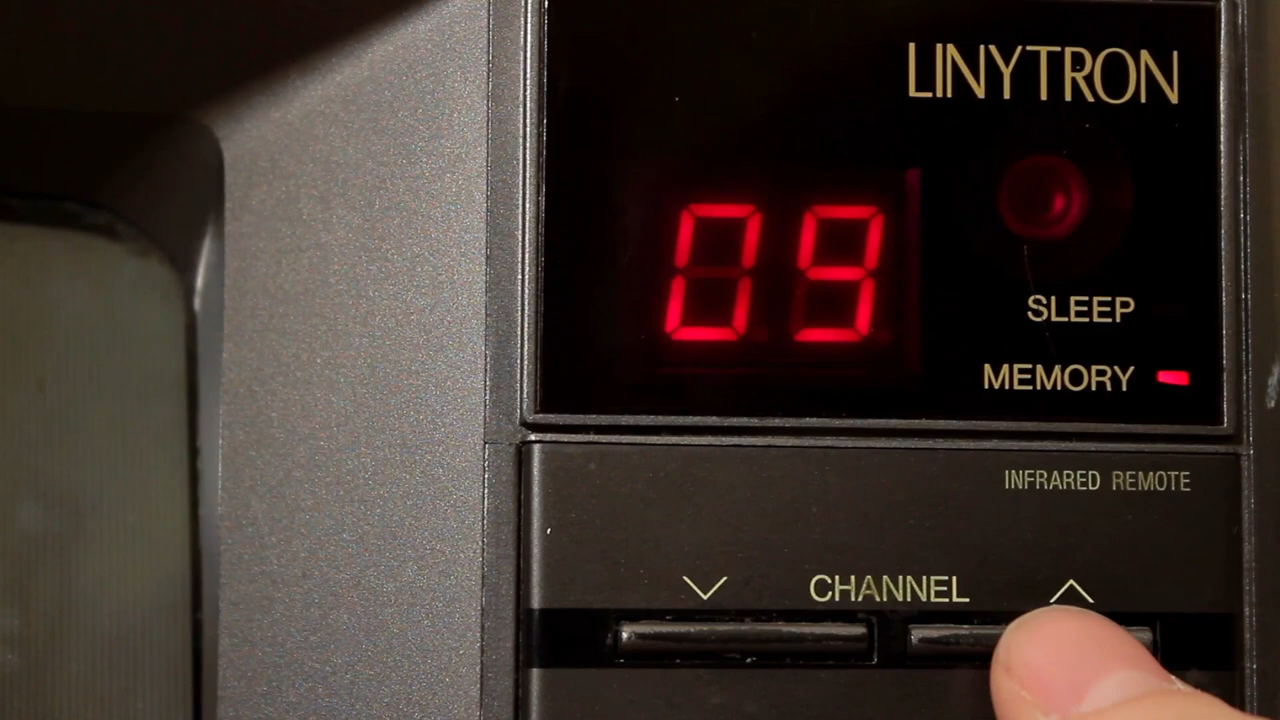 LINYTRON
09
SLEEP
MEMORY
INFRARED REMOTE
CHANNEL